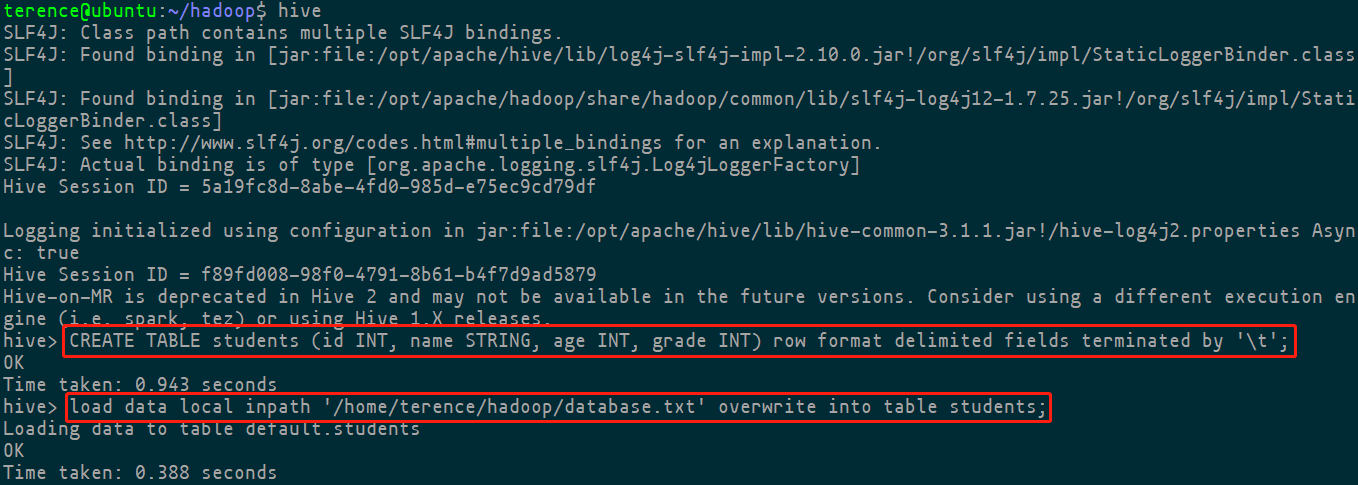 terence@ubuntu:~/hadoop$ hive
SLF4J: Class path contains multiple SLF4J bindings.
SLF4J: Found binding in [jar:file:/opt/apache/hive/lib/log4j-slf4j-impl-2.10.0.jar!/org/slf4j/impl/StaticLoggerBinder.class
]
SLF4J: Found binding in [jar:file:/opt/apache/hadoop/share/hadoop/common/lib/slf4j-log4j12-1.7.25.jar!/org/slf4j/impl/Stati
cLoggerBinder.class]
SLF4J: See http://www.slf4j.org/codes.html#multiple_bindings for an explanation.
SLF4J: Actual binding is of type [org.apache.logging.slf4j.Log4jLoggerFactory]
Hive Session ID = 5a19fc8d-8abe-4fd0-985d-e75ec9cd79df
Logging initialized using configuration in jar:file:/opt/apache/hive/lib/hive-common-3.1.1.jar!/hive-log4j2.properties Asyn
c: true
Hive Session ID = f89fd008-98f0-4791-8b61-b4f7d9ad5879
Hive-on-MR is deprecated in Hive 2 and may not be available in the future versions. Consider using a different execution en
gine (i.e. spark, tez) or using Hive 1.X releases.
hive> CREATE TABLE students (id INT, name STRING, age INT, grade INT) row format delimited fields terminated by '\t';
OK
Time taken: 0.943 seconds
hive> load data local inpath '/home/terence/hadoop/database.txt' overwrite into table students;
Loading data to table default.students
OK
Time taken: 0.388 seconds